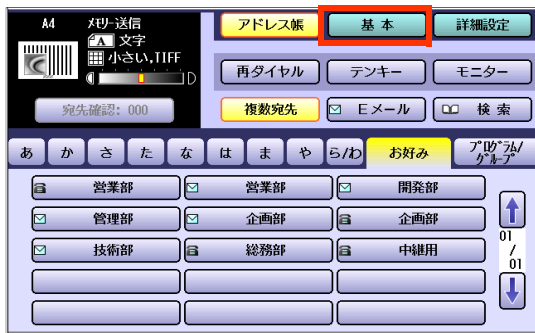 A4 ﾒﾓﾘｰ送信
A 文字
小さい,TIFF
D
宛先確認: 000
アドレス帳 基本 詳細設定
再ダイヤル テンキー モニター
複数宛先 Eメール 検索
あ か さ た な は ま や ら/わ お好み ﾌﾟﾛｸﾞﾗﾑ/ｸﾞﾙｰﾌﾟ
営業部 営業部 開発部
管理部 企画部 企画部
技術部 総務部 中継用
01
/
01